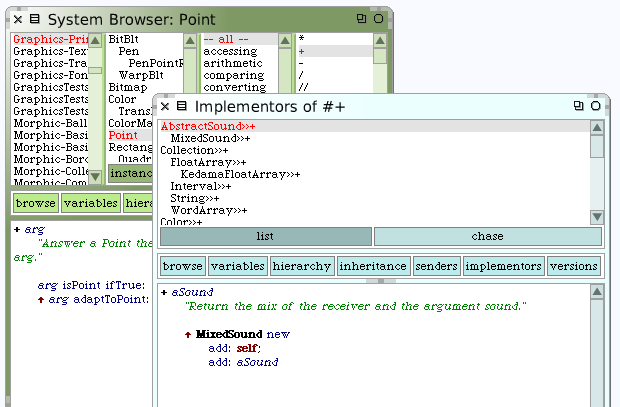 System Browser: Point
Graphics-Pri
Graphics-Tex
Graphics-Tra
Graphics-Fon
GraphicsTests
GraphicsTests
GraphicsTests
Morphic-Ball
Morphic-Basi
Morphic-Basi
Morphic-Bor
Morphic-Colle
Morphic-Com
BitBlt
Pen
PenPointR
WarpBlt
Bitmap
Color
Trans
ColorMa
Point
Rectang
Quadr
instanc
-- all --
accessing
arithmetic
comparing
converting
*
+
-
/
//
browse variables hiera
+ arg
"Answer a Point tha
arg."
arg isPoint ifTrue:
↑ arg adaptToPoint:
Implementors of #+
AbstractSound>>+
MixedSound>>+
Collection>>+
FloatArray>>+
KedamaFloatArray>>+
Interval>>+
String>>+
WordArray>>+
Color>>+
list chase
browse variables hierarchy inheritance senders implementors versions
+ aSound
"Return the mix of the receiver and the argument sound."
↑ MixedSound new
add: self;
add: aSound